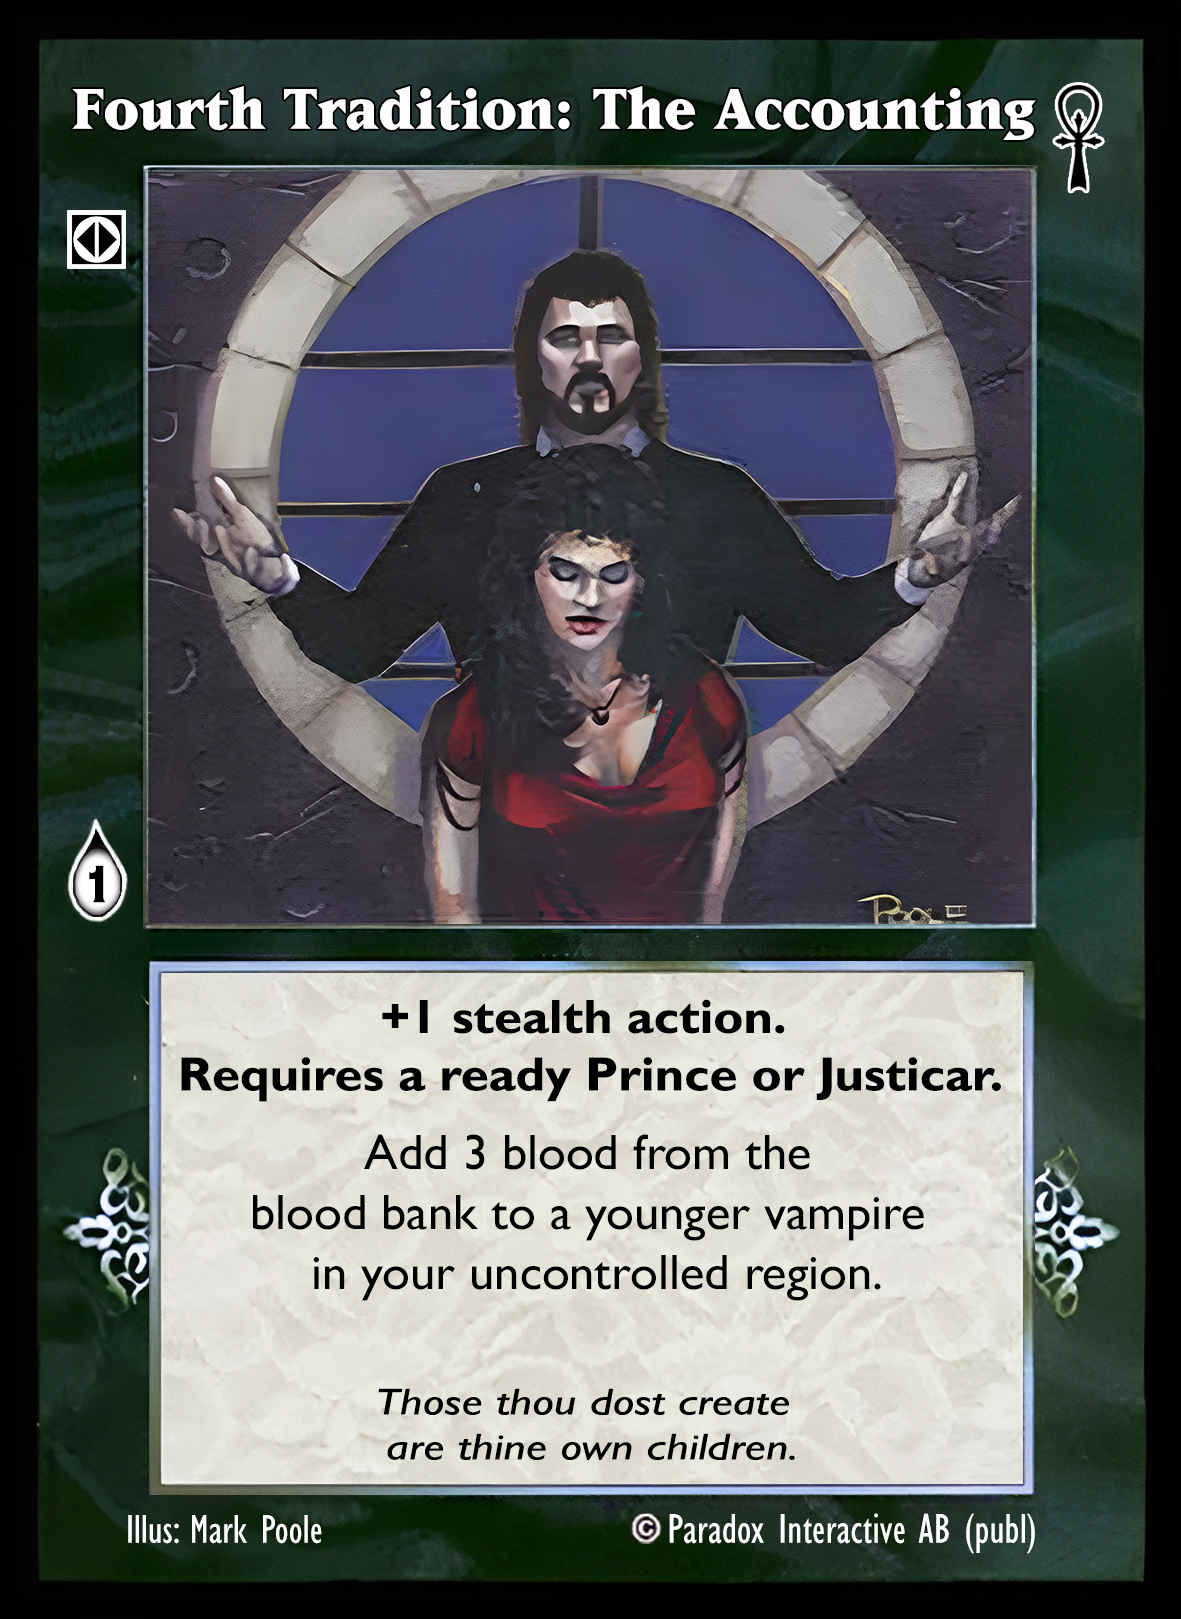 Fourth Tradition: The Accounting
1
POOLE
+1 stealth action.
Requires a ready Prince or Justicar.
Add 3 blood from the
blood bank to a younger vampire
in your uncontrolled region.
Those thou dost create
are thine own children.
Illus: Mark Poole
© Paradox Interactive AB (publ)